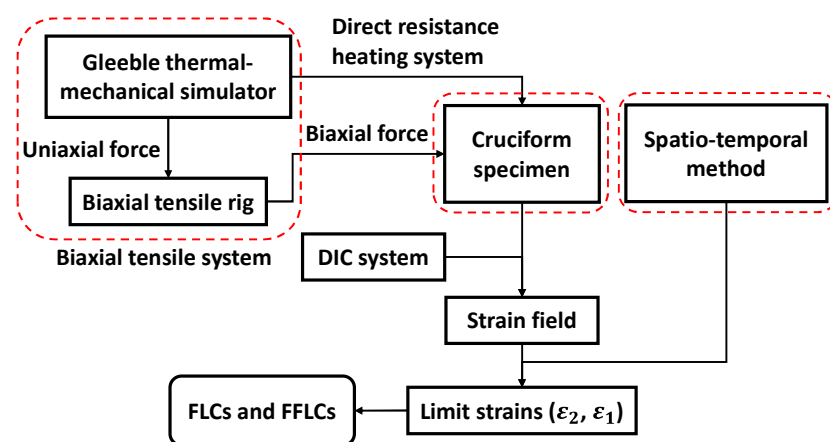 Direct resistance
heating system
Gleeble thermal-
mechanical simulator
Uniaxial force
Biaxial force
Cruciform
specimen
Spatio-temporal
method
Biaxial tensile rig
Biaxial tensile system
DIC system
Strain field
FLCs and FFLCs
Limit strains (ε₂, ε₁)